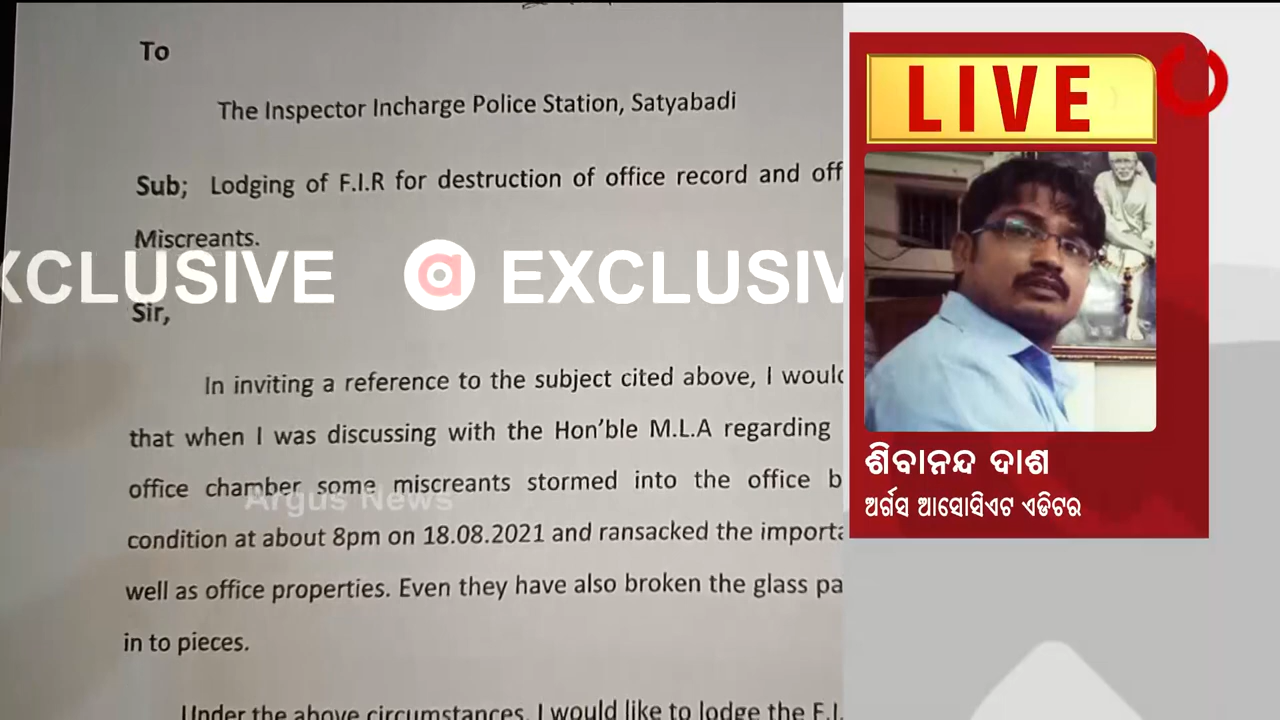 To
The Inspector Incharge Police Station, Satyabadi
Sub; Lodging of F.I.R for destruction of office record and off
Miscreants.
XCLUSIVE a EXCLUSIV
Sir,
In inviting a reference to the subject cited above, I would
that when I was discussing with the Hon'ble M.L.A regarding
office chamber some miscreants stormed into the office b
Argus News
condition at about 8pm on 18.08.2021 and ransacked the importa
well as office properties. Even they have also broken the glass pa
in to pieces.
Under the above circumstances, I would like to lodge the F.I.
LIVE
ଶିବାନନ୍ଦ ଦାଶ
ଅର୍ଗସ ଆସୋସିଏଟ ଏଡିଟର